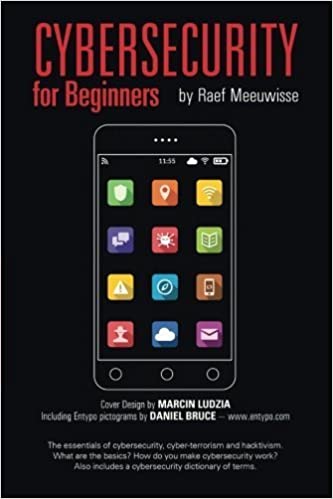 CYBERSECURITY
for Beginners by Raef Meeuwisse
11:55
Cover Design by MARCIN LUDZIA
Including Entypo pictograms by DANIEL BRUCE – www.entypo.com
The essentials of cybersecurity, cyber-terrorism and hacktivism.
What are the basics? How do you make cybersecurity work?
Also includes a cybersecurity dictionary of terms.